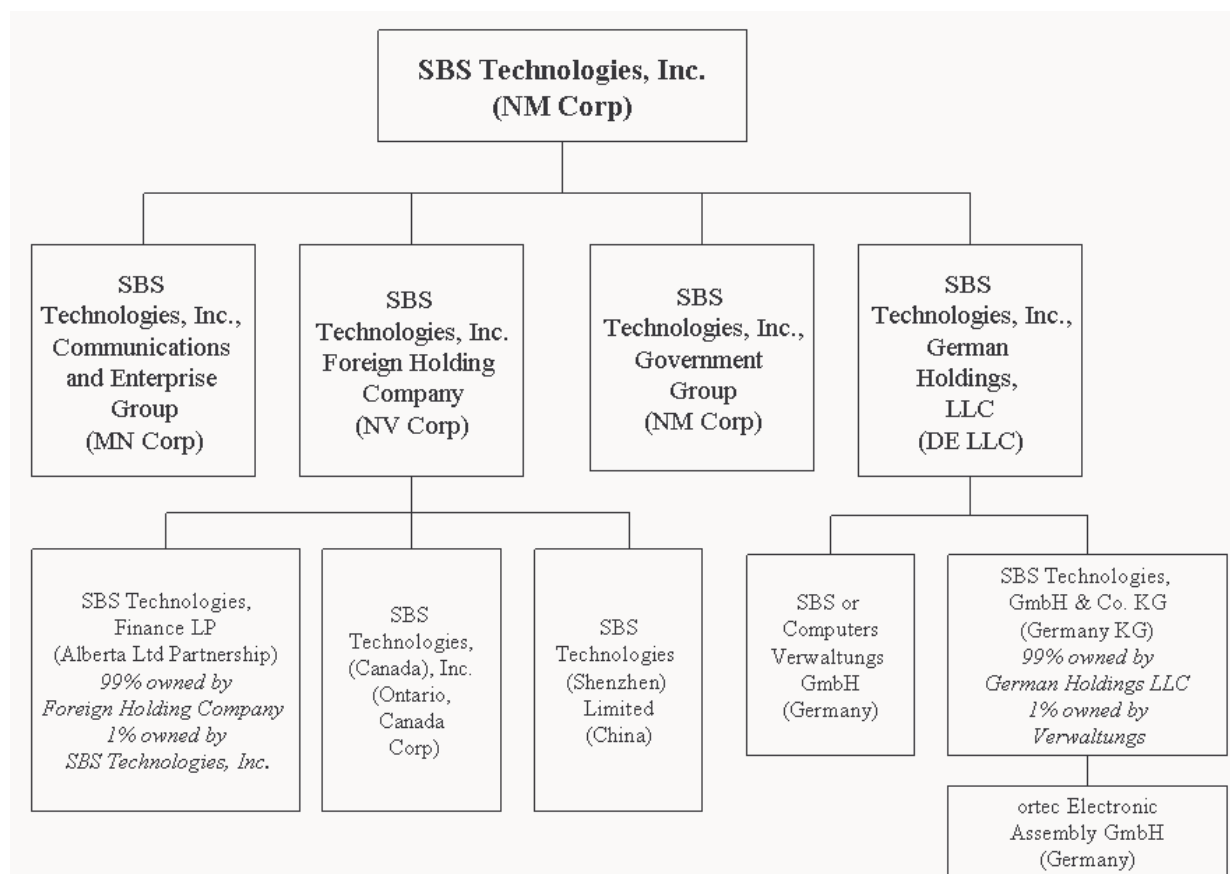 SBS Technologies, Inc.
(NM Corp)
SBS
Technologies, Inc.,
Communications
and Enterprise
Group
(MN Corp)
SBS
Technologies, Inc.
Foreign Holding
Company
(NV Corp)
SBS
Technologies, Inc.,
Government
Group
(NM Corp)
SBS
Technologies, Inc.,
German
Holdings,
LLC
(DE LLC)
SBS Technologies,
Finance LP
(Alberta Ltd Partnership)
99% owned by
Foreign Holding Company
1% owned by
SBS Technologies, Inc.
SBS
Technologies,
(Canada), Inc.
(Ontario,
Canada
Corp)
SBS
Technologies
(Shenzhen)
Limited
(China)
SBS or
Computers
Verwaltungs
GmbH
(Germany)
SBS Technologies,
GmbH & Co. KG
(Germany KG)
99% owned by
German Holdings LLC
1% owned by
Verwaltungs
ortec Electronic
Assembly GmbH
(Germany)